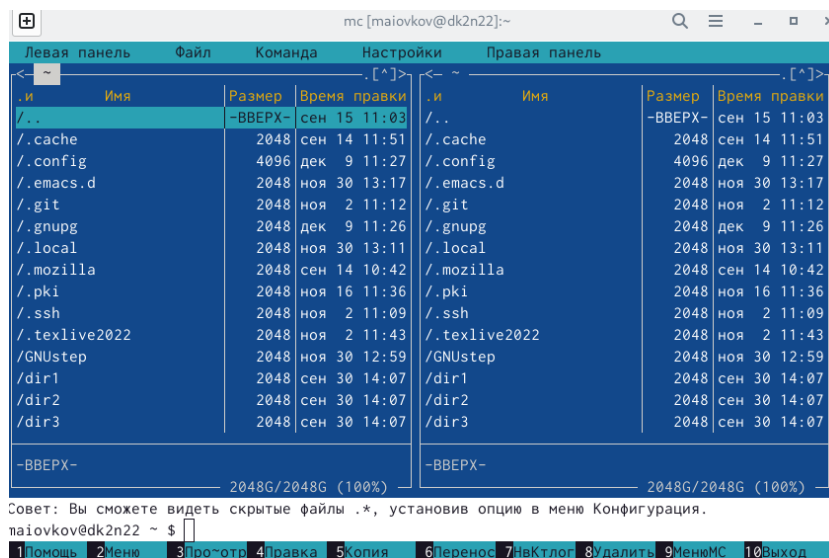 mc [maiovkov@dk2n22]:~
Левая панель Файл Команда Настройки Правая панель
<— ~ .[^]> <— ~ .[^]>
.и Имя Размер Время правки .и Имя Размер Время правки
/.. -ВВЕРХ- сен 15 11:03 /.. -ВВЕРХ- сен 15 11:03
/.cache 2048 сен 14 11:51 /.cache 2048 сен 14 11:51
/.config 4096 дек 9 11:27 /.config 4096 дек 9 11:27
/.emacs.d 2048 ноя 30 13:17 /.emacs.d 2048 ноя 30 13:17
/.git 2048 ноя 2 11:12 /.git 2048 ноя 2 11:12
/.gnupg 2048 дек 9 11:26 /.gnupg 2048 дек 9 11:26
/.local 2048 ноя 30 13:11 /.local 2048 ноя 30 13:11
/.mozilla 2048 сен 14 10:42 /.mozilla 2048 сен 14 10:42
/.pki 2048 ноя 16 11:36 /.pki 2048 ноя 16 11:36
/.ssh 2048 ноя 2 11:09 /.ssh 2048 ноя 2 11:09
/.texlive2022 2048 ноя 2 11:43 /.texlive2022 2048 ноя 2 11:43
/GNUstep 2048 ноя 30 12:59 /GNUstep 2048 ноя 30 12:59
/dir1 2048 сен 30 14:07 /dir1 2048 сен 30 14:07
/dir2 2048 сен 30 14:07 /dir2 2048 сен 30 14:07
/dir3 2048 сен 30 14:07 /dir3 2048 сен 30 14:07
-ВВЕРХ- -ВВЕРХ-
2048G/2048G (100%) 2048G/2048G (100%)
Совет: Вы сможете видеть скрытые файлы .*, установив опцию в меню Конфигурация.
maiovkov@dk2n22 ~ $
1Помощь 2Меню 3Про~отр 4Правка 5Копия 6Перенос 7НвКтлог 8Удалить 9МенюMC 10Выход